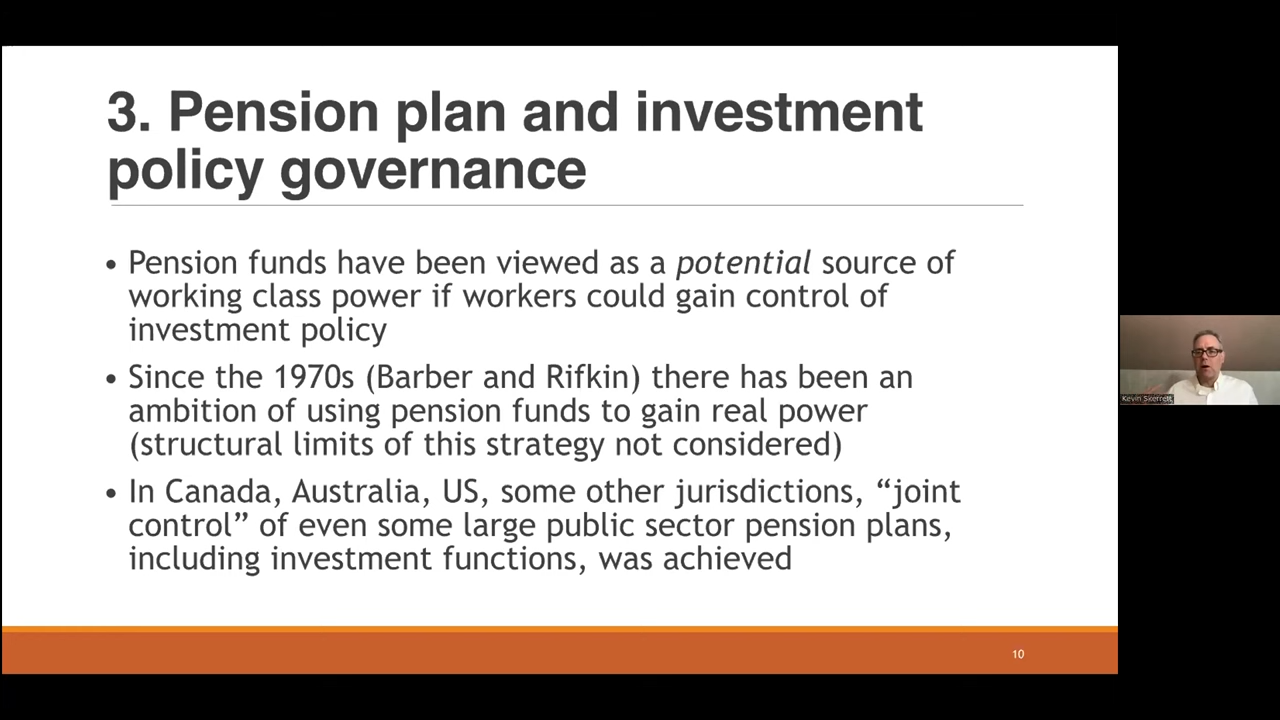 3. Pension plan and investment
policy governance
• Pension funds have been viewed as a potential source of
working class power if workers could gain control of
investment policy
• Since the 1970s (Barber and Rifkin) there has been an
ambition of using pension funds to gain real power
(structural limits of this strategy not considered)
• In Canada, Australia, US, some other jurisdictions, “joint
control” of even some large public sector pension plans,
including investment functions, was achieved
10
Kevin Skerrett